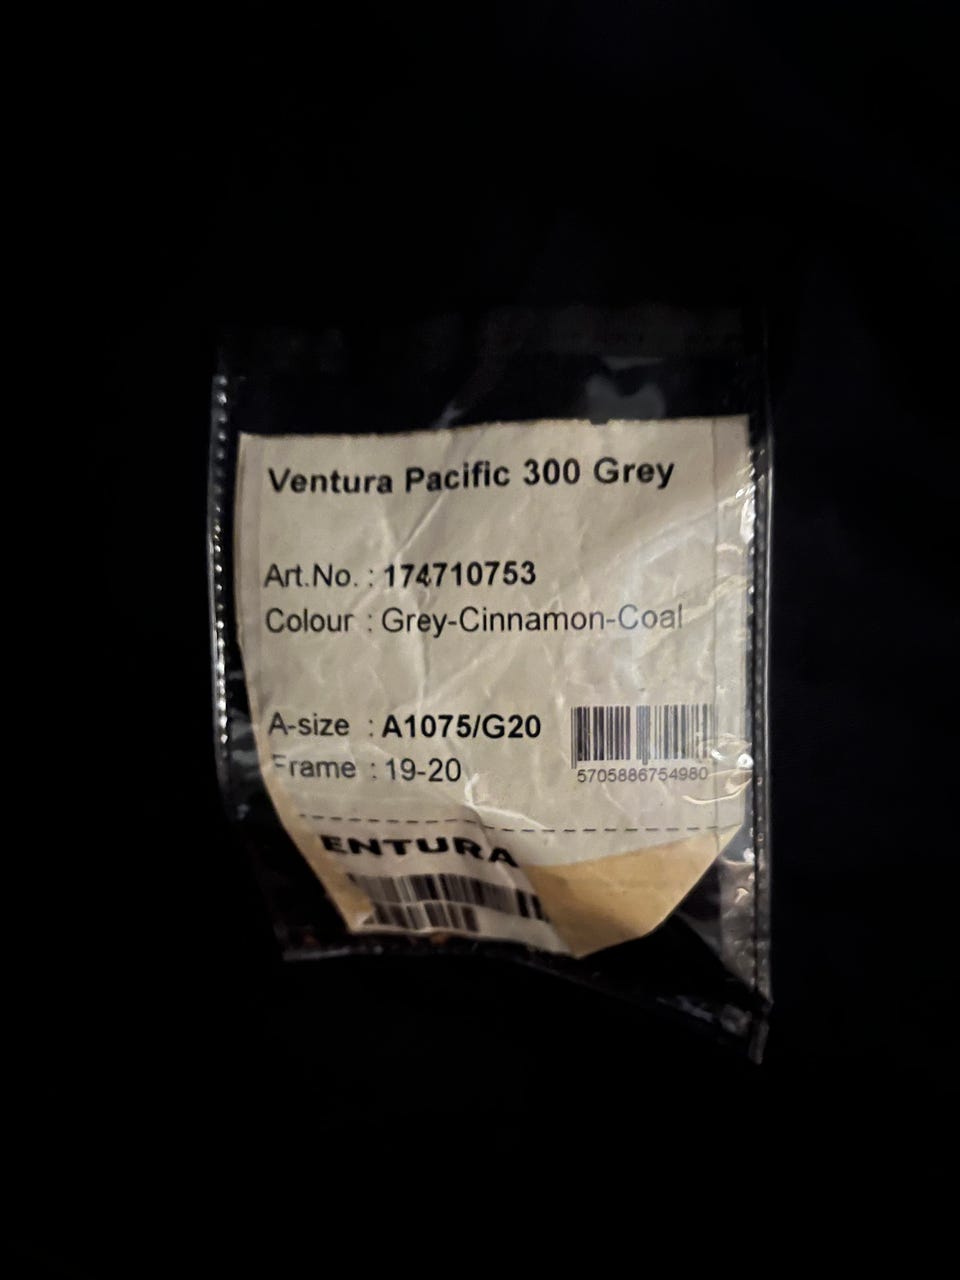 Ventura Pacific 300 Grey
Art.No. : 174710753
Colour : Grey-Cinnamon-Coal
A-size : A1075/G20
Frame : 19-20
5705886754980
ENTURA